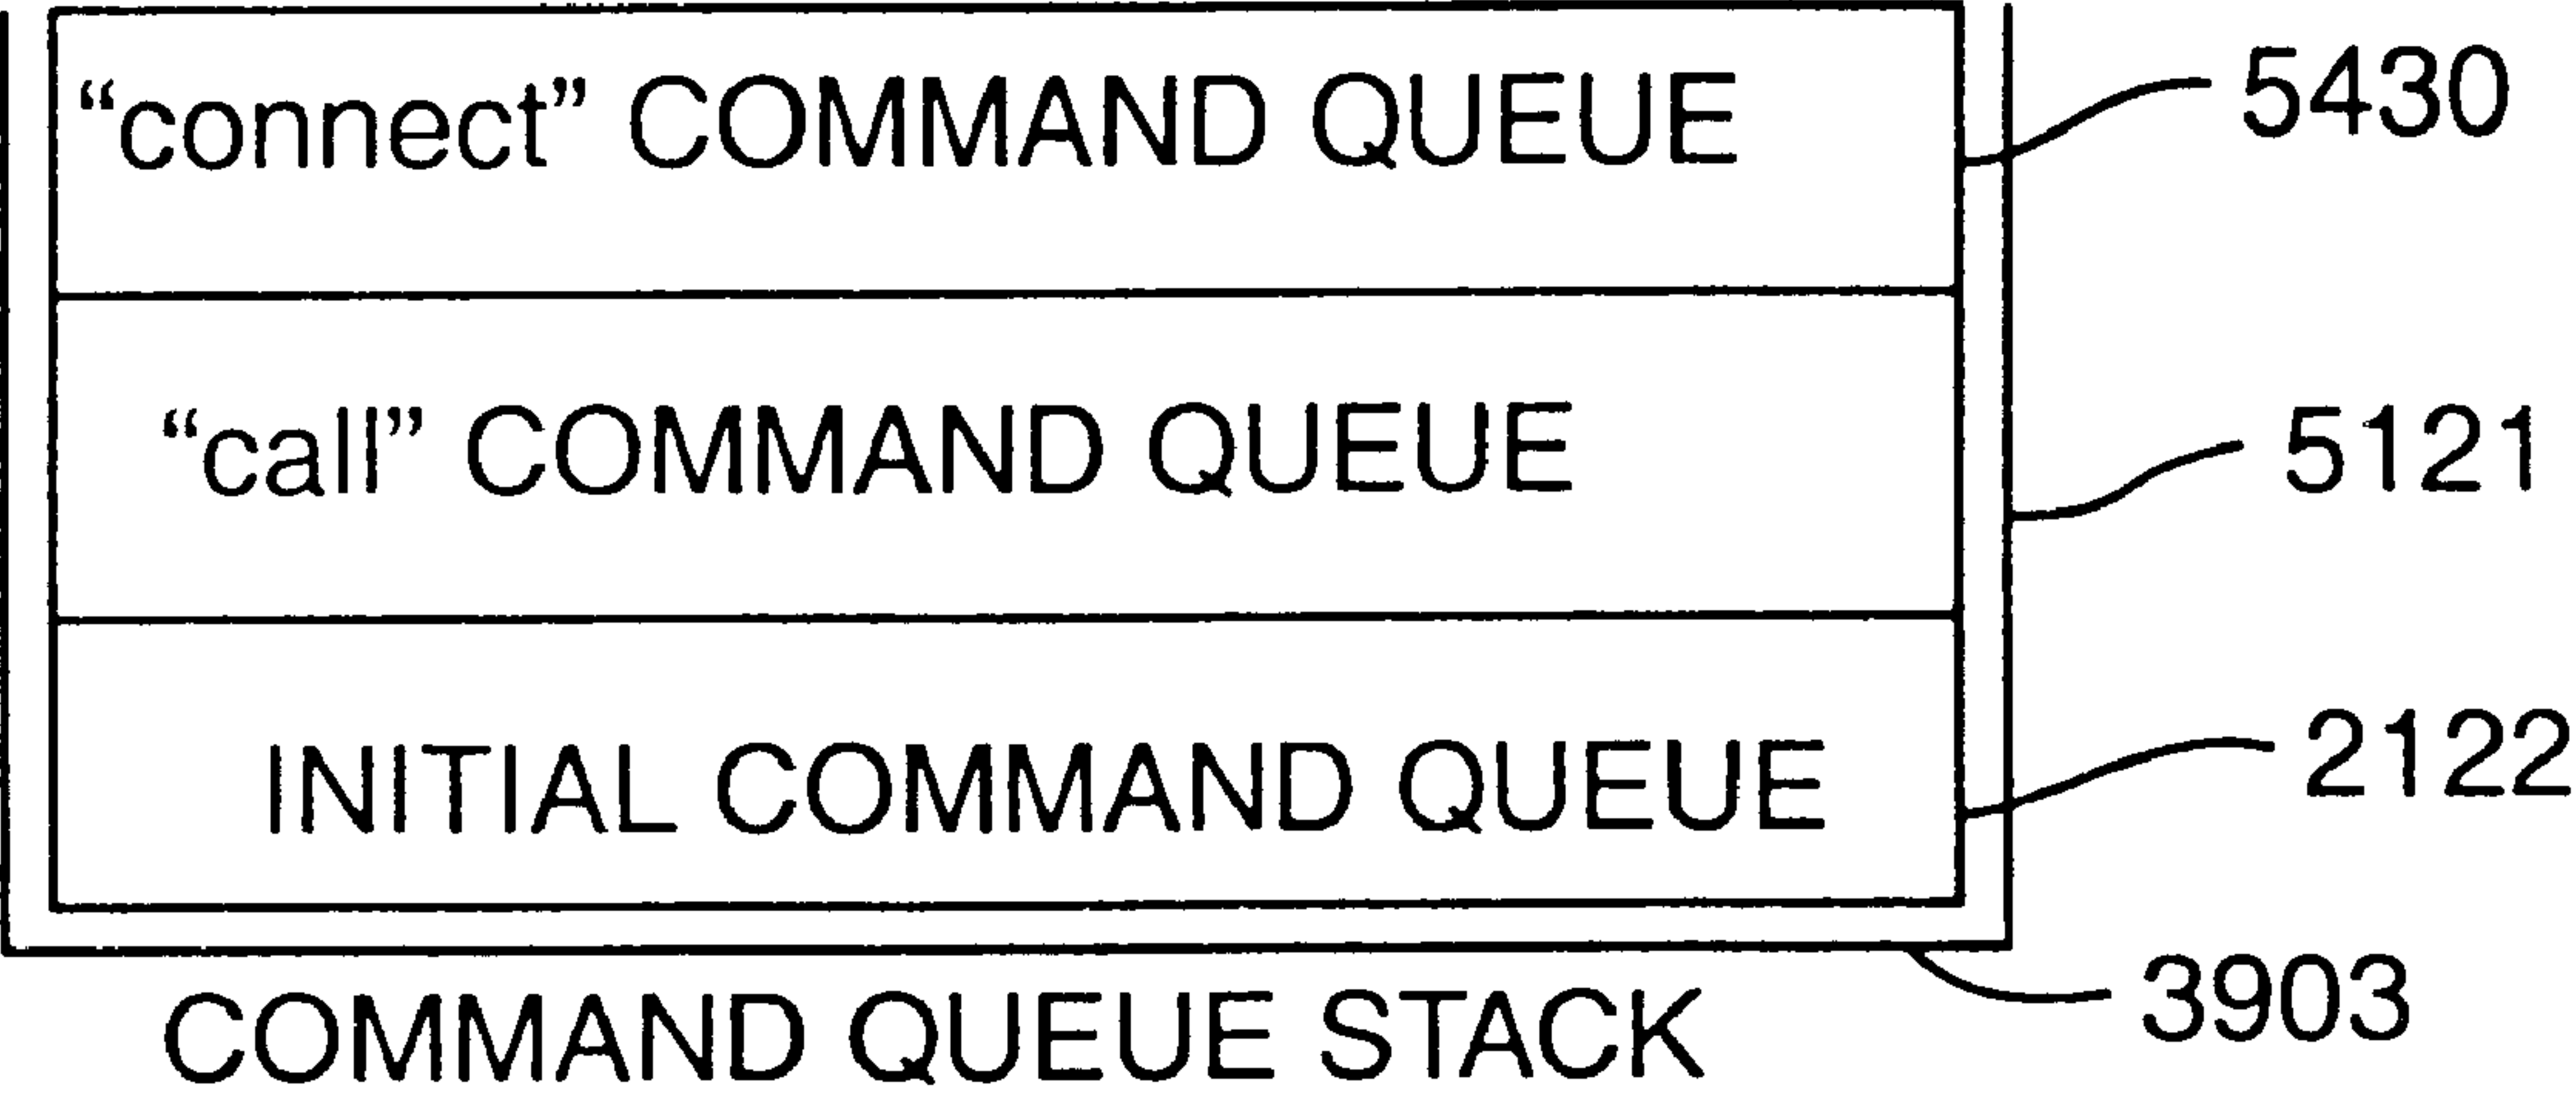 “connect” COMMAND QUEUE 5430
“call” COMMAND QUEUE 5121
INITIAL COMMAND QUEUE 2122
3903
COMMAND QUEUE STACK